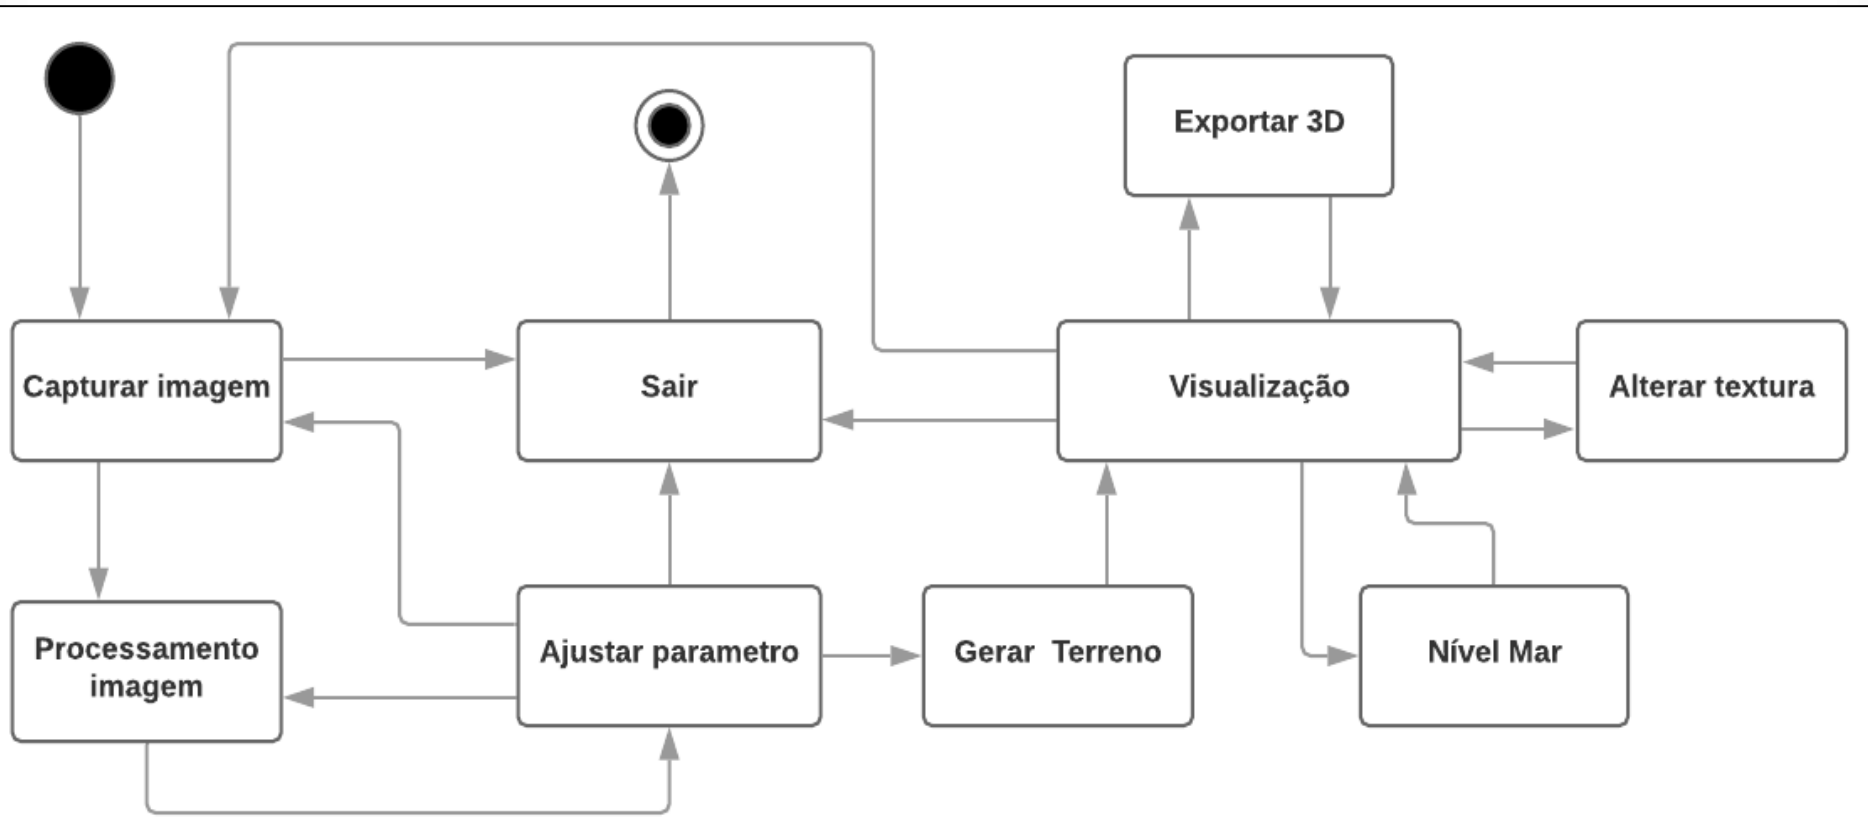 Exportar 3D
Capturar imagem
Sair
Visualização
Alterar textura
Processamento
imagem
Ajustar parametro
Gerar Terreno
Nível Mar